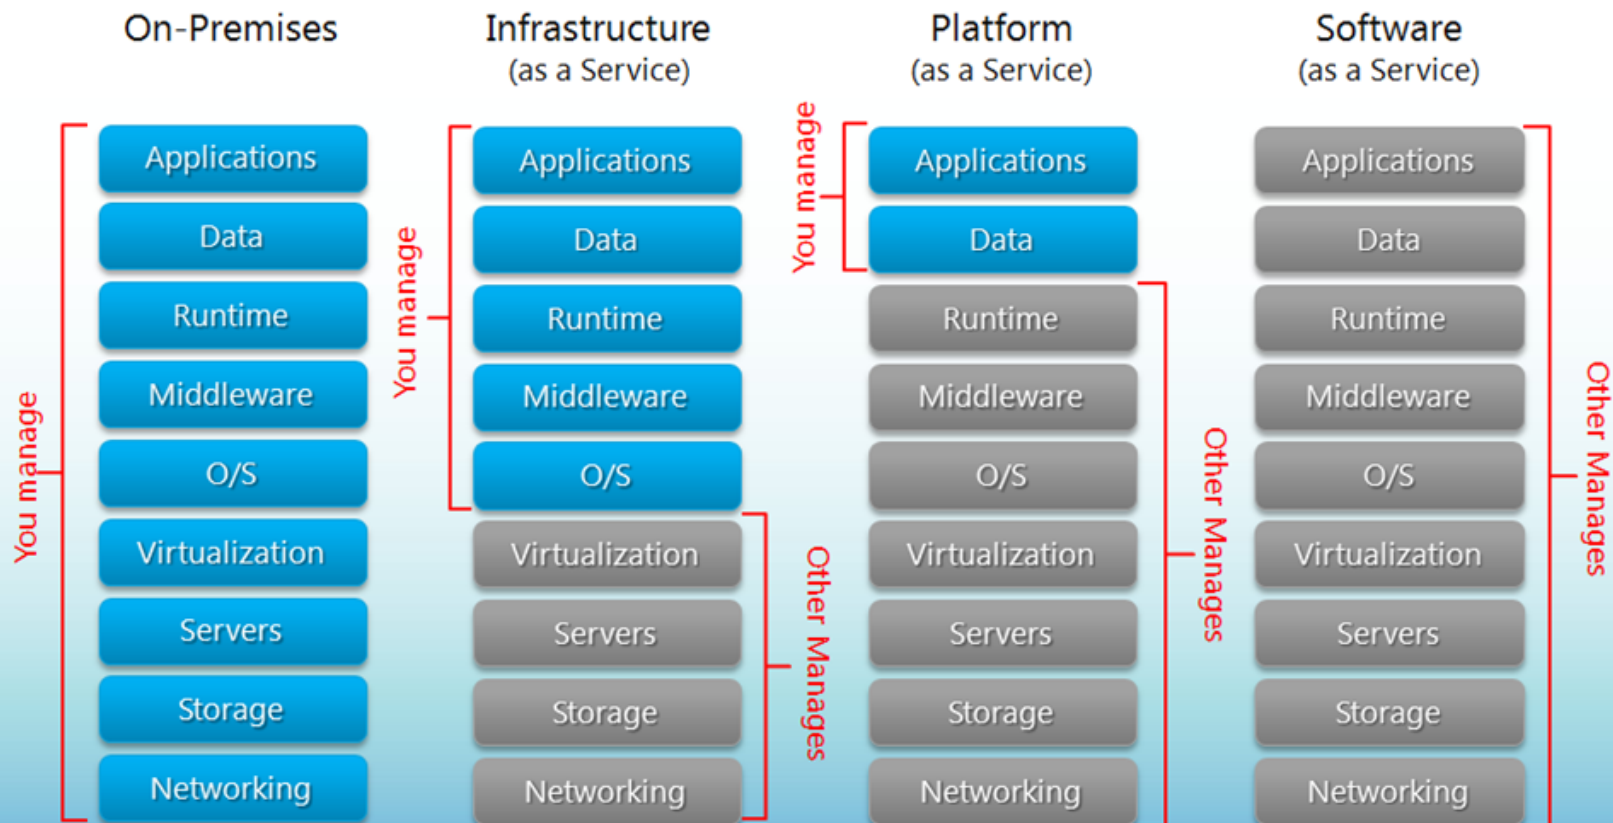 On-Premises
You manage
Applications
Data
Runtime
Middleware
O/S
Virtualization
Servers
Storage
Networking
Infrastructure
(as a Service)
You manage
Applications
Data
Runtime
Middleware
O/S
Virtualization
Servers
Storage
Networking
Other Manages
Platform
(as a Service)
You manage
Applications
Data
Runtime
Middleware
O/S
Virtualization
Servers
Storage
Networking
Other Manages
Software
(as a Service)
Applications
Data
Runtime
Middleware
O/S
Virtualization
Servers
Storage
Networking
Other Manages